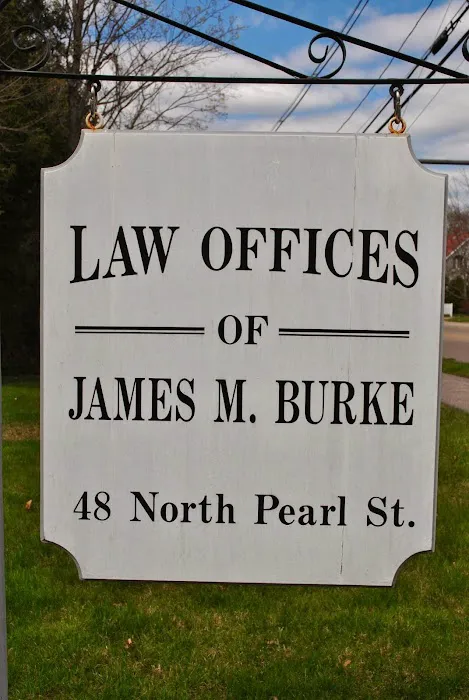 LAW OFFICES
OF
JAMES M. BURKE
48 North Pearl St.